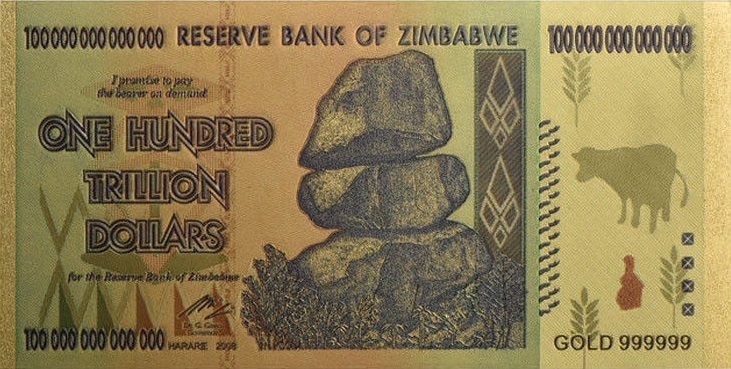 100 000 000 000 000 RESERVE BANK OF ZIMBABWE 100 000 000 000 000
I promise to pay
the bearer on demand
ONE HUNDRED
TRILLION
DOLLARS
for the Reserve Bank of Zimbabwe
Dr. G. Gono
Governor
100 000 000 000 000 HARARE 2008 GOLD 999999